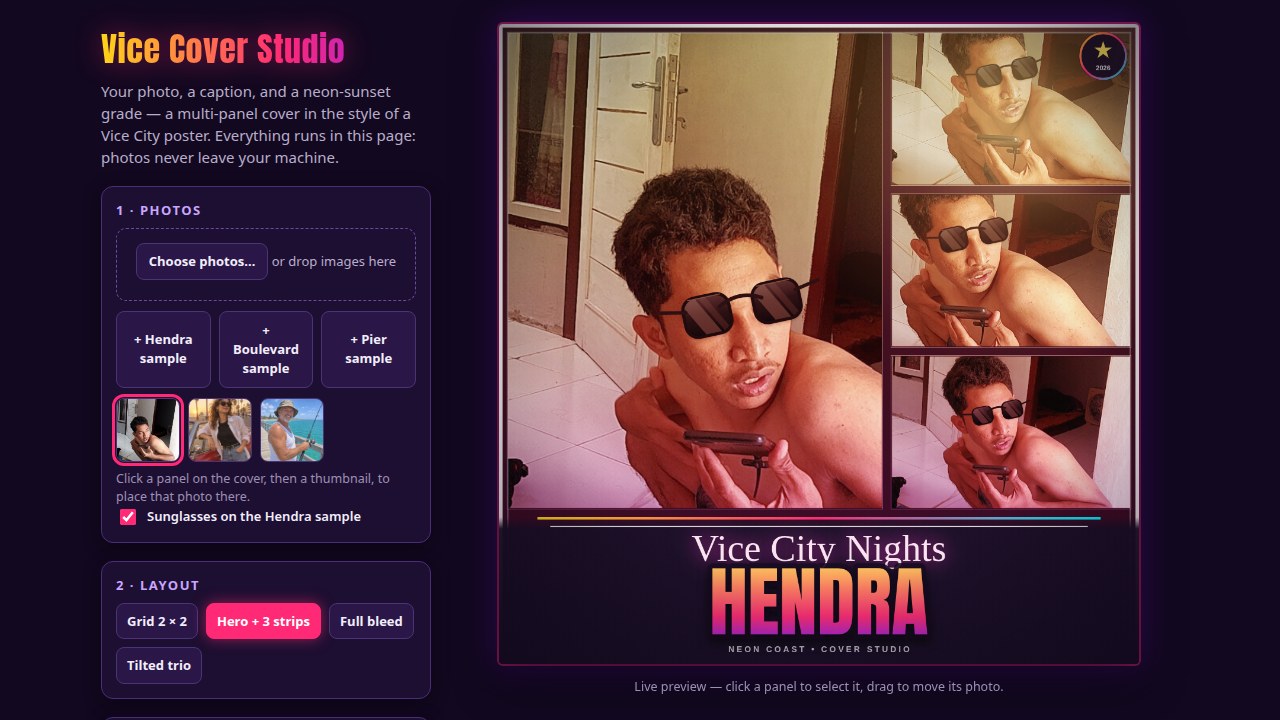 Vice Cover Studio
Your photo, a caption, and a neon-sunset
grade — a multi-panel cover in the style of a
Vice City poster. Everything runs in this page:
photos never leave your machine.
1 · PHOTOS
Choose photos... or drop images here
+ Hendra
sample
+
Boulevard
sample
+ Pier
sample
Click a panel on the cover, then a thumbnail, to
place that photo there.
Sunglasses on the Hendra sample
2 · LAYOUT
Grid 2 × 2
Hero + 3 strips
Full bleed
Tilted trio
2026
Vice City Nights
HENDRA
NEON COAST • COVER STUDIO
Live preview — click a panel to select it, drag to move its photo.